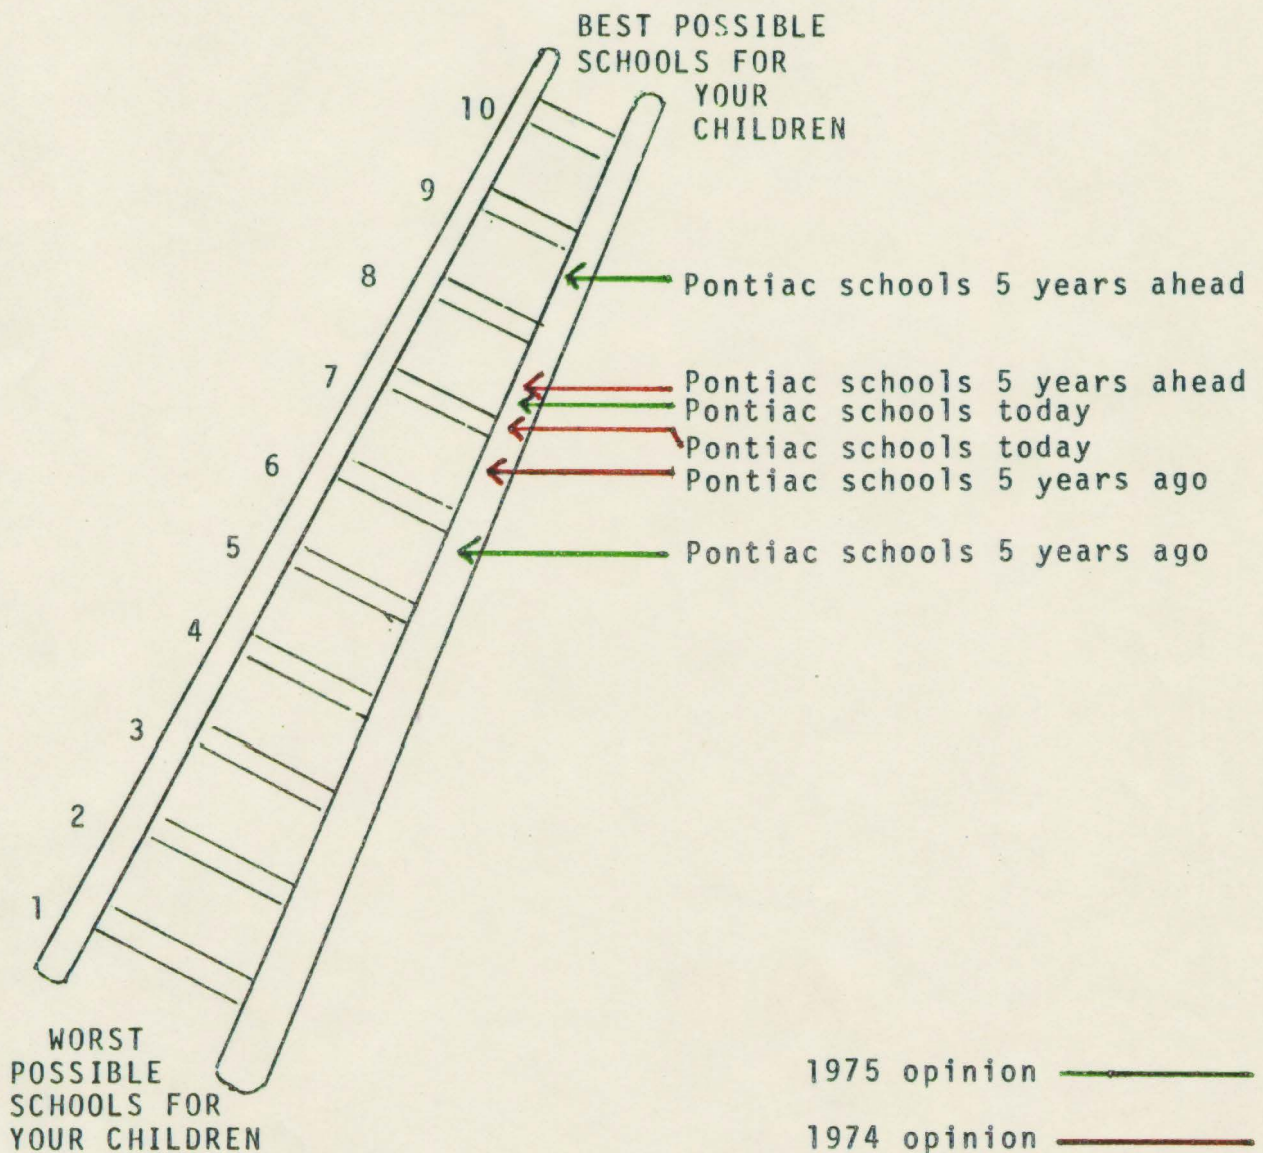 BEST POSSIBLE
SCHOOLS FOR
YOUR
CHILDREN
10
9
8
Pontiac schools 5 years ahead
7
Pontiac schools 5 years ahead
Pontiac schools today
Pontiac schools today
6
Pontiac schools 5 years ago
5
Pontiac schools 5 years ago
4
3
2
1
WORST
POSSIBLE
SCHOOLS FOR
YOUR CHILDREN
1975 opinion
1974 opinion